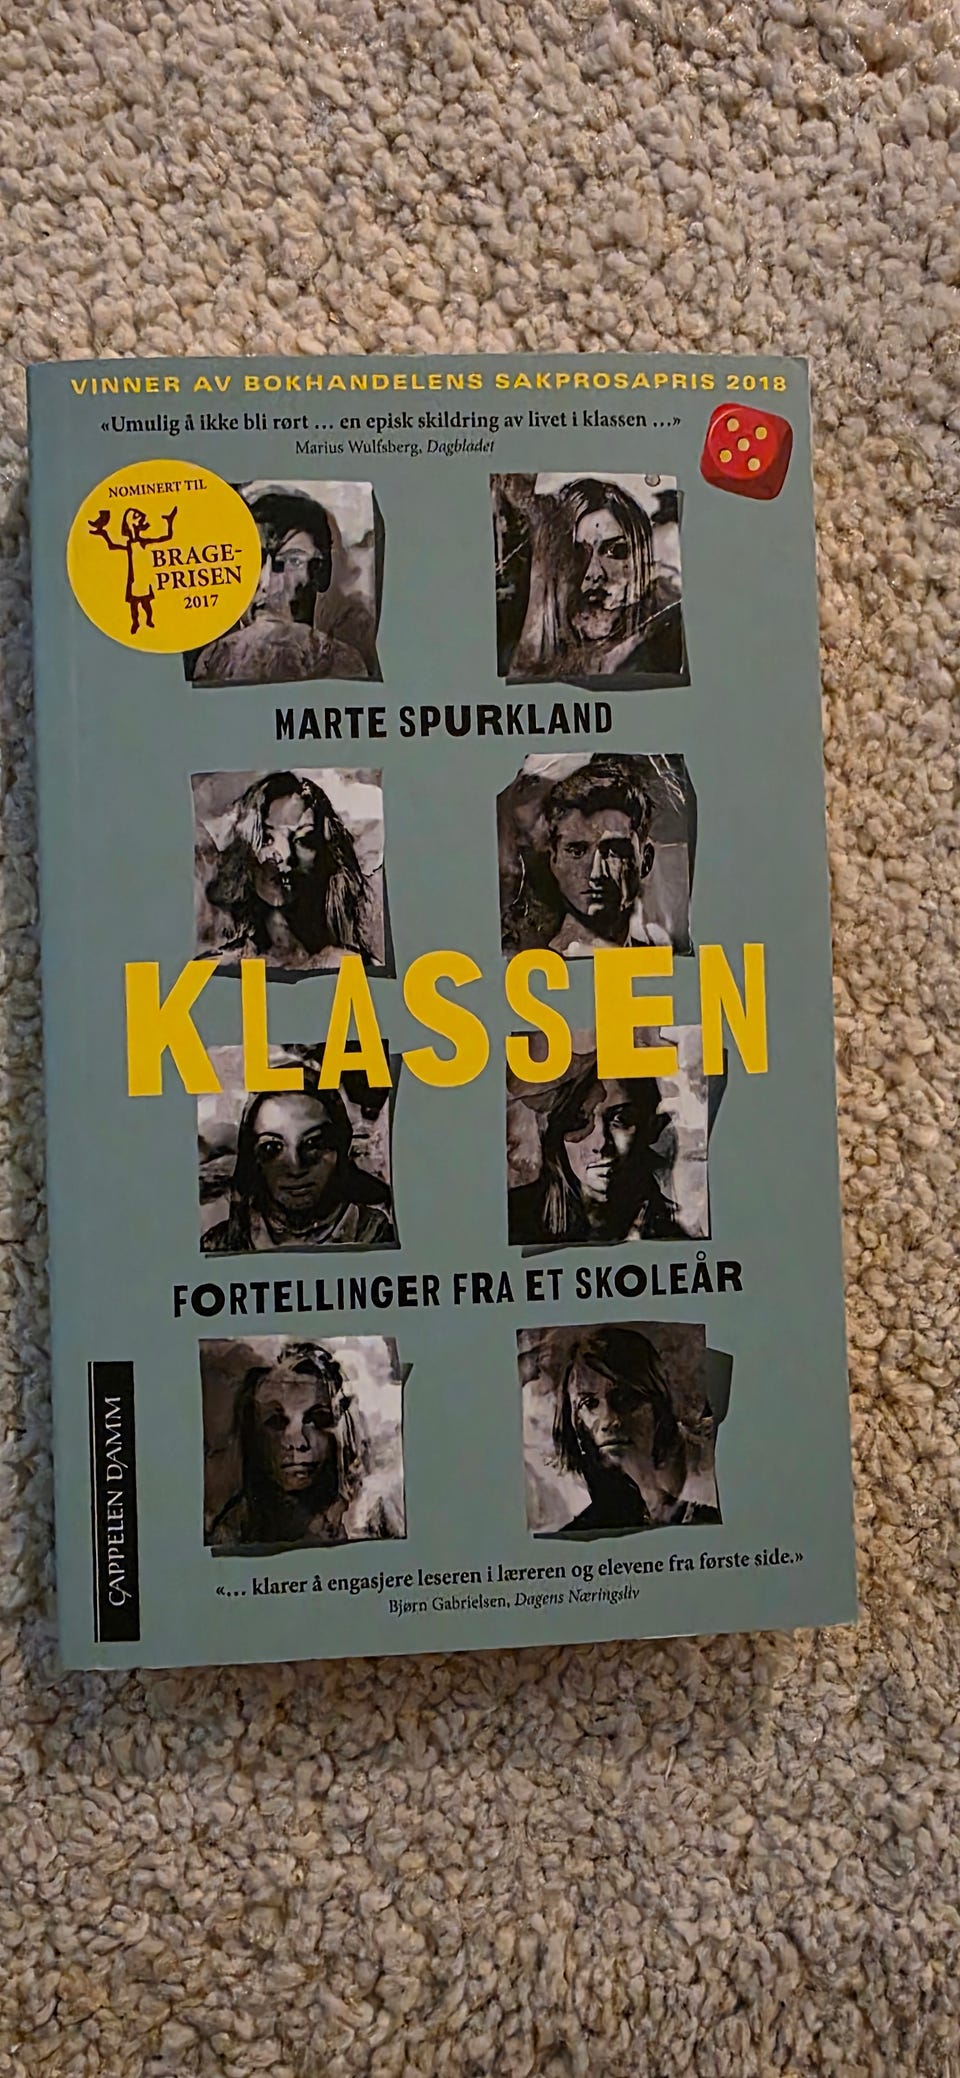 VINNER AV BOKHANDELENS SAKPROSAPRIS 2018
«Umulig å ikke bli rørt ... en episk skildring av livet i klassen ...»
Marius Wulfsberg, Dagbladet
NOMINERT TIL
BRAGE-
PRISEN
2017
MARTE SPURKLAND
KLASSEN
FORTELLINGER FRA ET SKOLEÅR
CAPPELEN DAMM
«... klarer å engasjere leseren i læreren og elevene fra første side.»
Bjørn Gabrielsen, Dagens Næringsliv